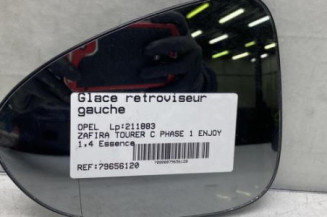 Glace retroviseur
gauche
OPEL Lp:211883
ZAFIRA TOURER C PHASE 1 ENJOY
1.4 Essence
REF:79656120